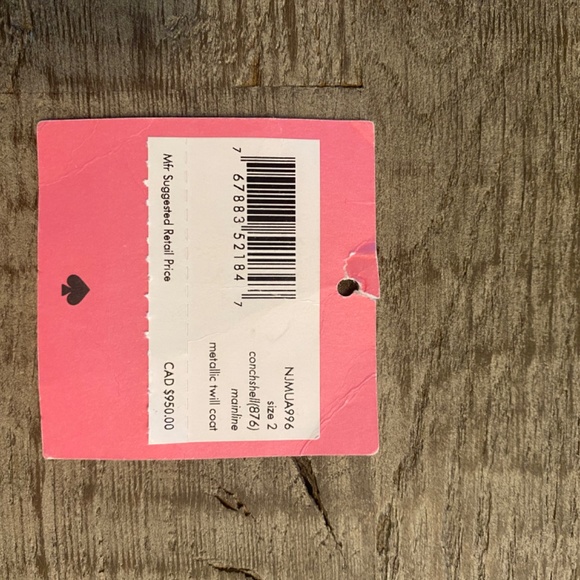 NJMUA996
size 2
conchshell(876)
mainline
metallic twill coat
7 67883 52184 7
Mfr Suggested Retail Price
CAD $950.00